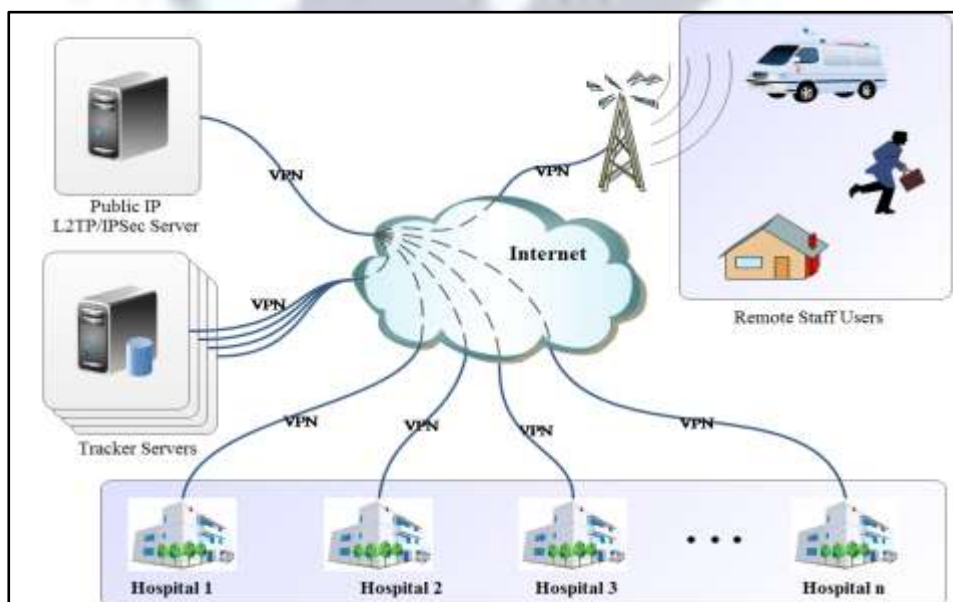 VPN
VPN
Public IP
L2TP/IPSec Server
Internet
VPN
Remote Staff Users
Tracker Servers
VPN
VPN
VPN
VPN
• • •
Hospital 1
Hospital 2
Hospital 3
Hospital n